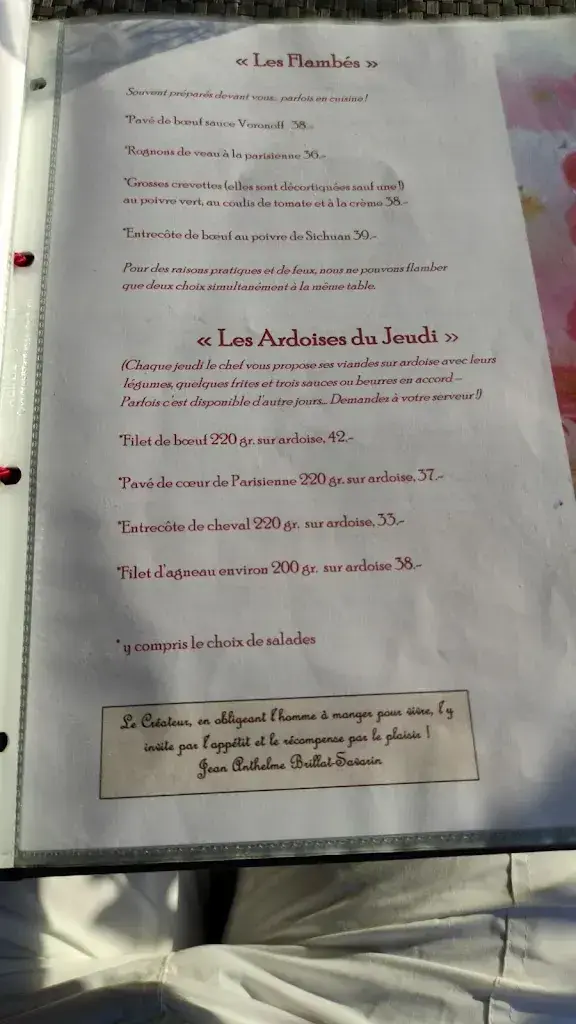 « Les Flambés »
Souvent préparés devant vous... parfois en cuisine !
*Pavé de bœuf sauce Voronoff 38.-
*Rognons de veau à la parisienne 36.-
*Grosses crevettes (elles sont décortiquées sauf une !)
au poivre vert, au coulis de tomate et à la crème 38.-
*Entrecôte de bœuf au poivre de Sichuan 39.-
Pour des raisons pratiques et de feux, nous ne pouvons flamber
que deux choix simultanément à la même table.
« Les Ardoises du Jeudi »
(Chaque jeudi le chef vous propose ses viandes sur ardoise avec leurs
légumes, quelques frites et trois sauces ou beurres en accord –
Parfois c'est disponible d'autre jours... Demandez à votre serveur !)
*Filet de bœuf 220 gr. sur ardoise, 42.-
*Pavé de cœur de Parisienne 220 gr. sur ardoise, 37.-
*Entrecôte de cheval 220 gr. sur ardoise, 33.-
*Filet d'agneau environ 200 gr. sur ardoise 38.-
* y compris le choix de salades
Le Créateur, en obligeant l'homme à manger pour vivre, l'y
invite par l'appétit et le récompense par le plaisir !
Jean Anthelme Brillat-Savarin